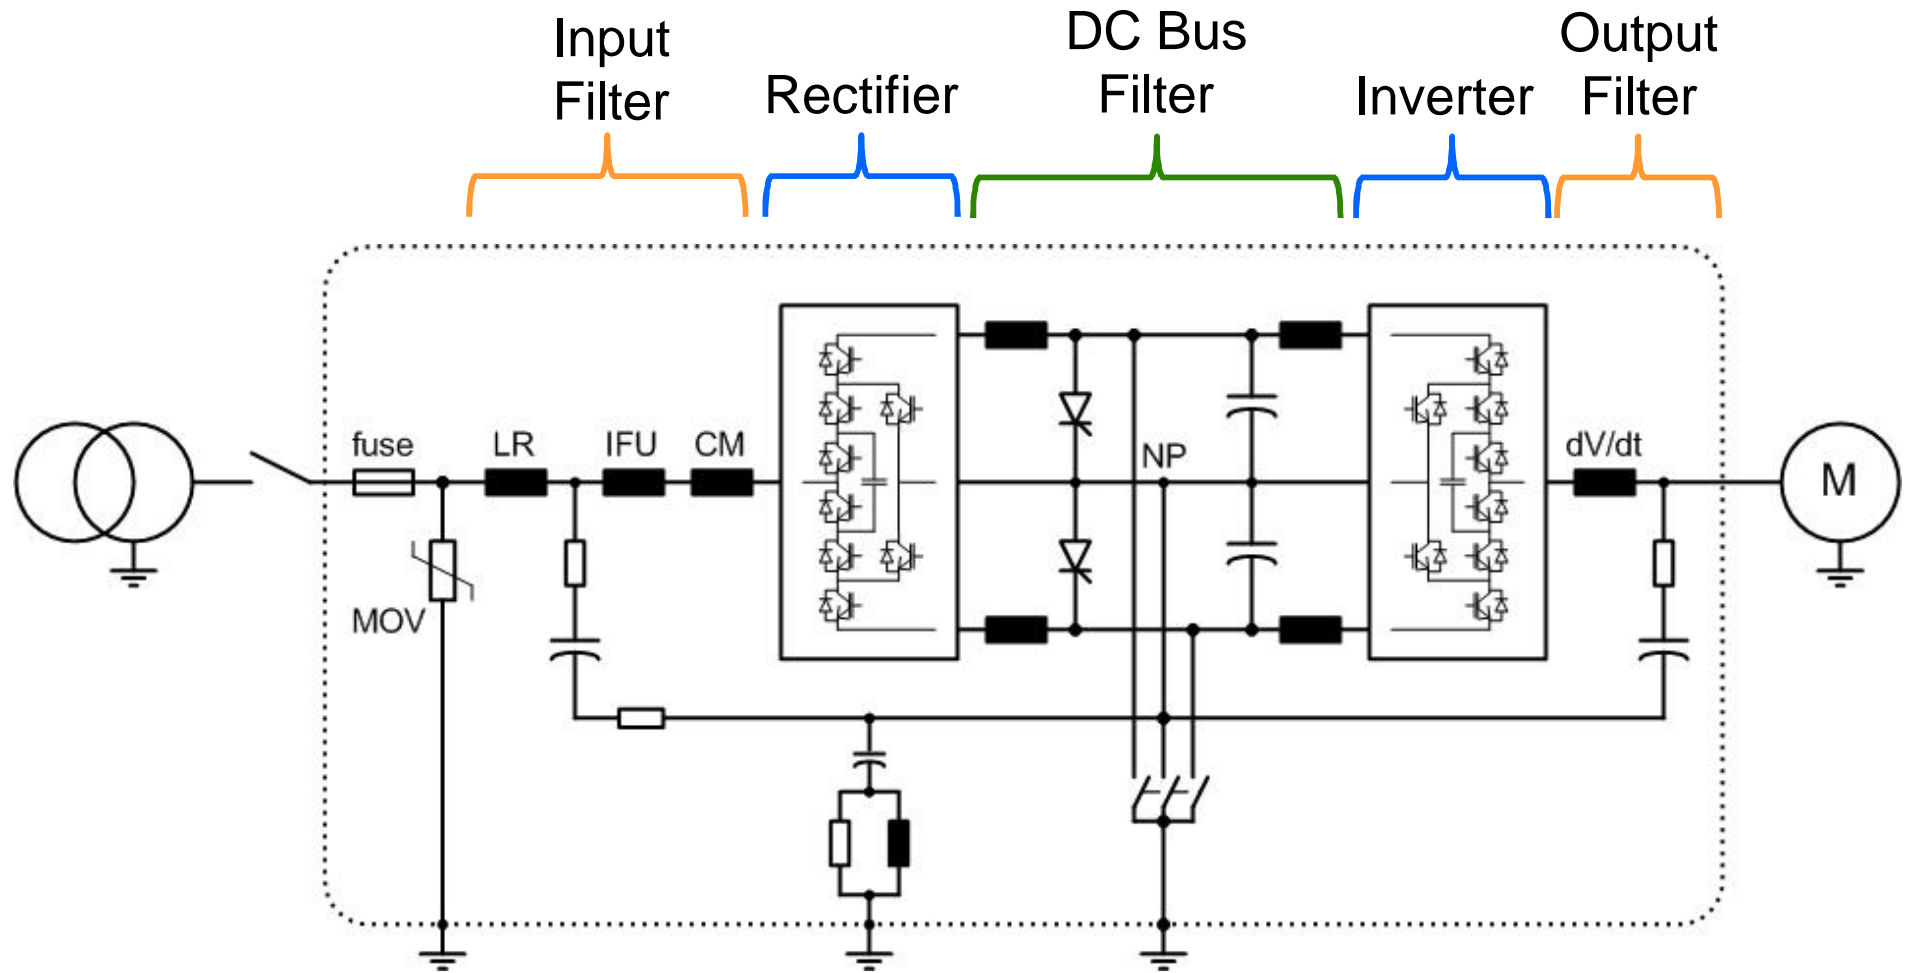 Input
Filter
Rectifier
DC Bus
Filter
Inverter
Output
Filter
fuse
LR
IFU
CM
NP
dV/dt
M
MOV